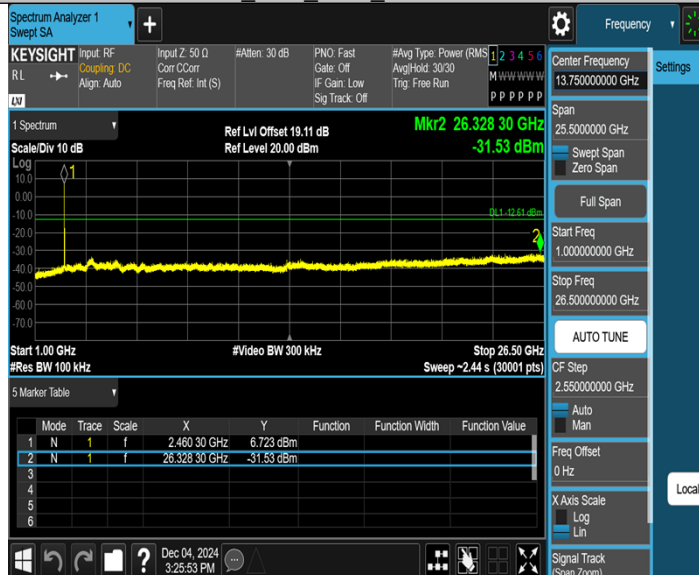 Spectrum Analyzer 1
Swept SA
Frequency
KEYSIGHT
RL
LXI
Input: RF
Coupling: DC
Align: Auto
Input Z: 50 Ω
Corr CCorr
Freq Ref: Int (S)
#Atten: 30 dB
PNO: Fast
Gate: Off
IF Gain: Low
Sig Track: Off
#Avg Type: Power (RMS
Avg|Hold: 30/30
Trig: Free Run
1 2 3 4 5 6
M W W W W W
P P P P P P
1 Spectrum
Scale/Div 10 dB
Log
Ref Lvl Offset 19.11 dB
Ref Level 20.00 dBm
Mkr2 26.328 30 GHz
-31.53 dBm
10.0
0.00
-10.0
-20.0
-30.0
-40.0
-50.0
-60.0
-70.0
1
DL1 -12.61 dBm
2
Start 1.00 GHz
#Res BW 100 kHz
#Video BW 300 kHz
Stop 26.50 GHz
Sweep ~2.44 s (30001 pts)
5 Marker Table
Mode Trace Scale X Y Function Function Width Function Value
1 N 1 f 2.460 30 GHz 6.723 dBm
2 N 1 f 26.328 30 GHz -31.53 dBm
3
4
5
6
Dec 04, 2024
3:25:53 PM
Center Frequency
13.750000000 GHz
Span
25.5000000 GHz
Swept Span
Zero Span
Full Span
Start Freq
1.000000000 GHz
Stop Freq
26.500000000 GHz
AUTO TUNE
CF Step
2.550000000 GHz
Auto
Man
Freq Offset
0 Hz
X Axis Scale
Log
Lin
Signal Track
(Span Zoom)
Settings
Local